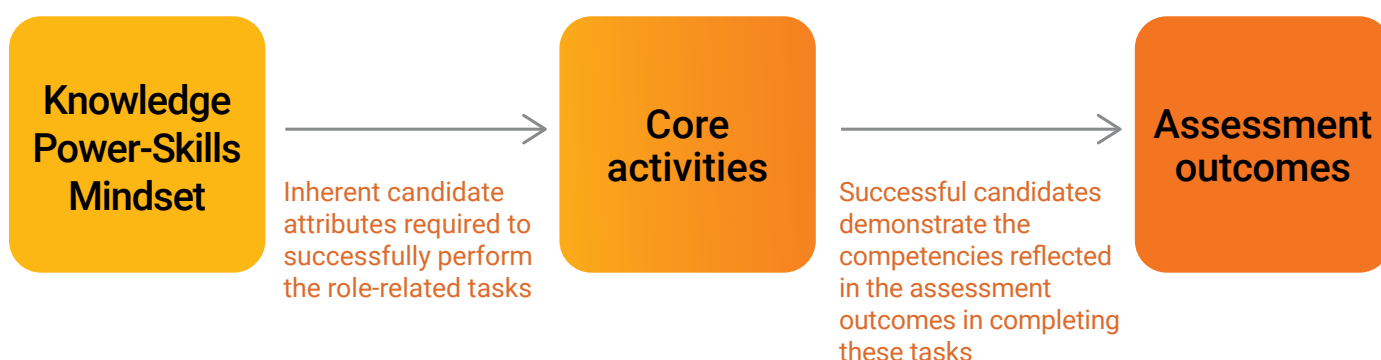 Knowledge
Power-Skills
Mindset
Inherent candidate
attributes required to
successfully perform
the role-related tasks
Core
activities
Successful candidates
demonstrate the
competencies reflected
in the assessment
outcomes in completing
these tasks
Assessment
outcomes